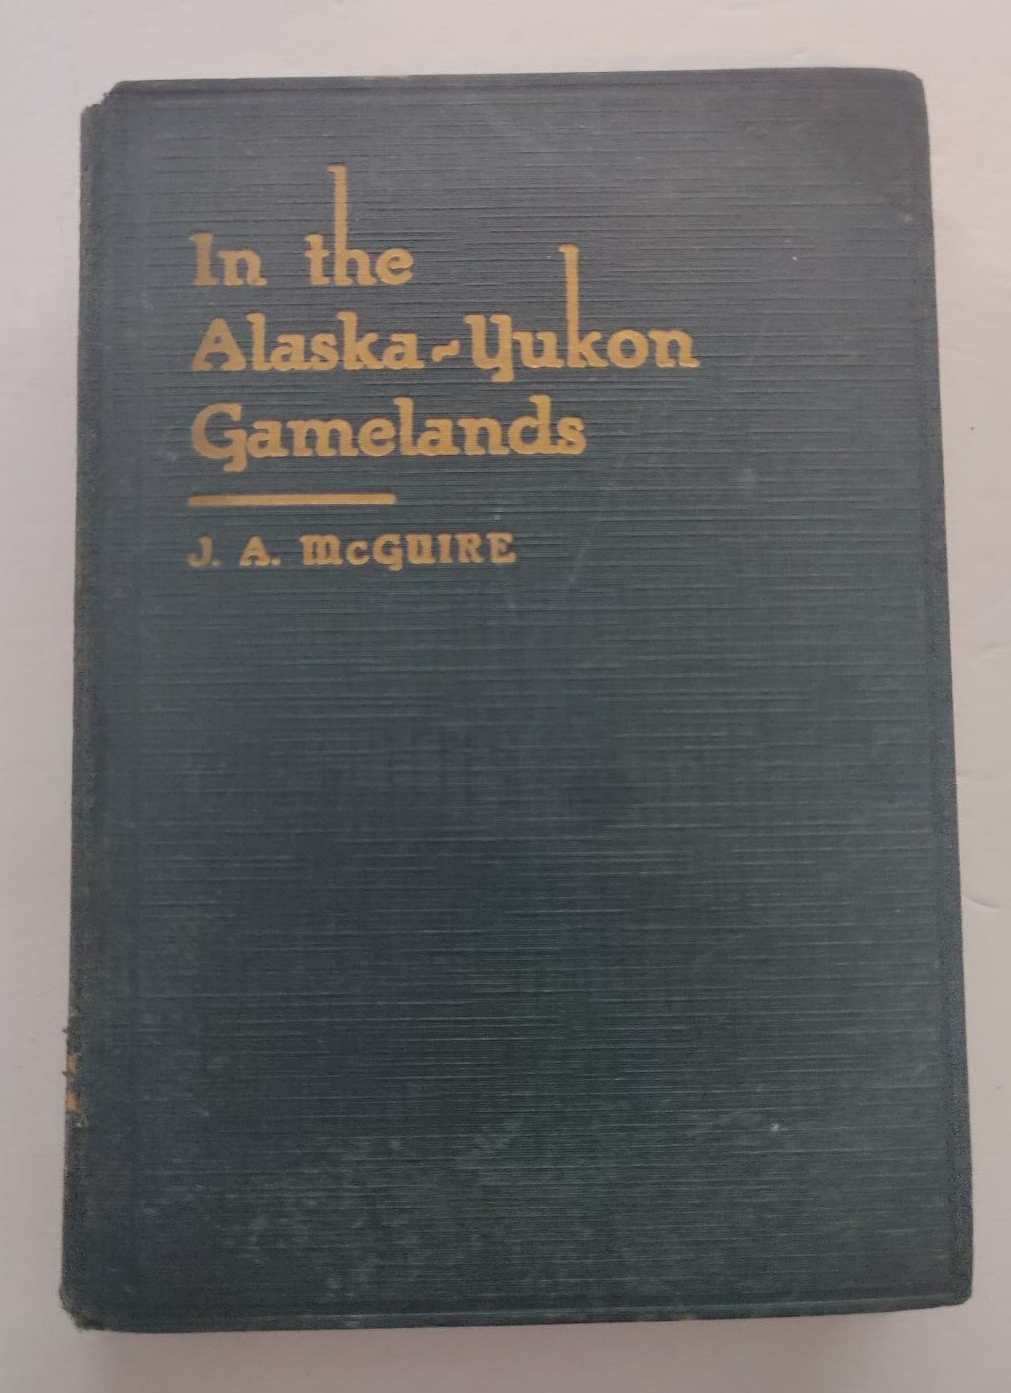 In the
Alaska-Yukon
Gamelands
J. A. McGUIRE